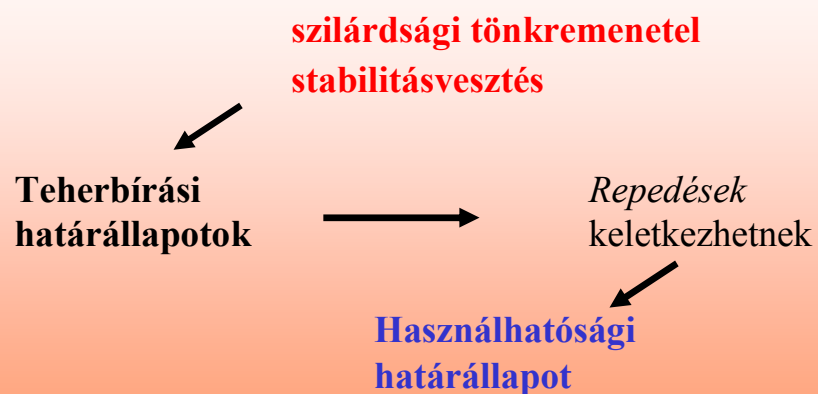 szilárdsági tönkremenetel
stabilitásvesztés
Teherbírási
határállapotok
Repedések
keletkezhetnek
Használhatósági
határállapot